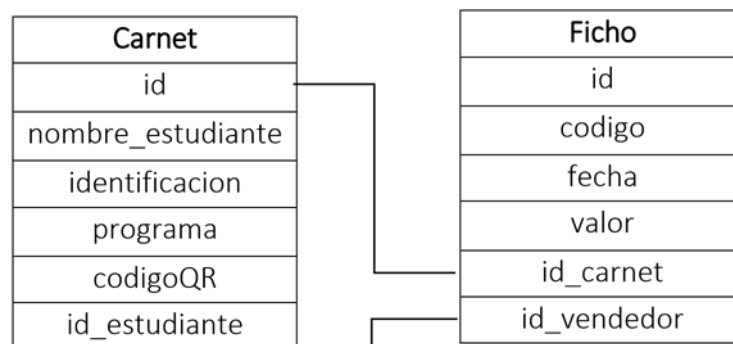 Carnet
id
nombre_estudiante
identificacion
programa
codigoQR
id_estudiante
Ficho
id
codigo
fecha
valor
id_carnet
id_vendedor